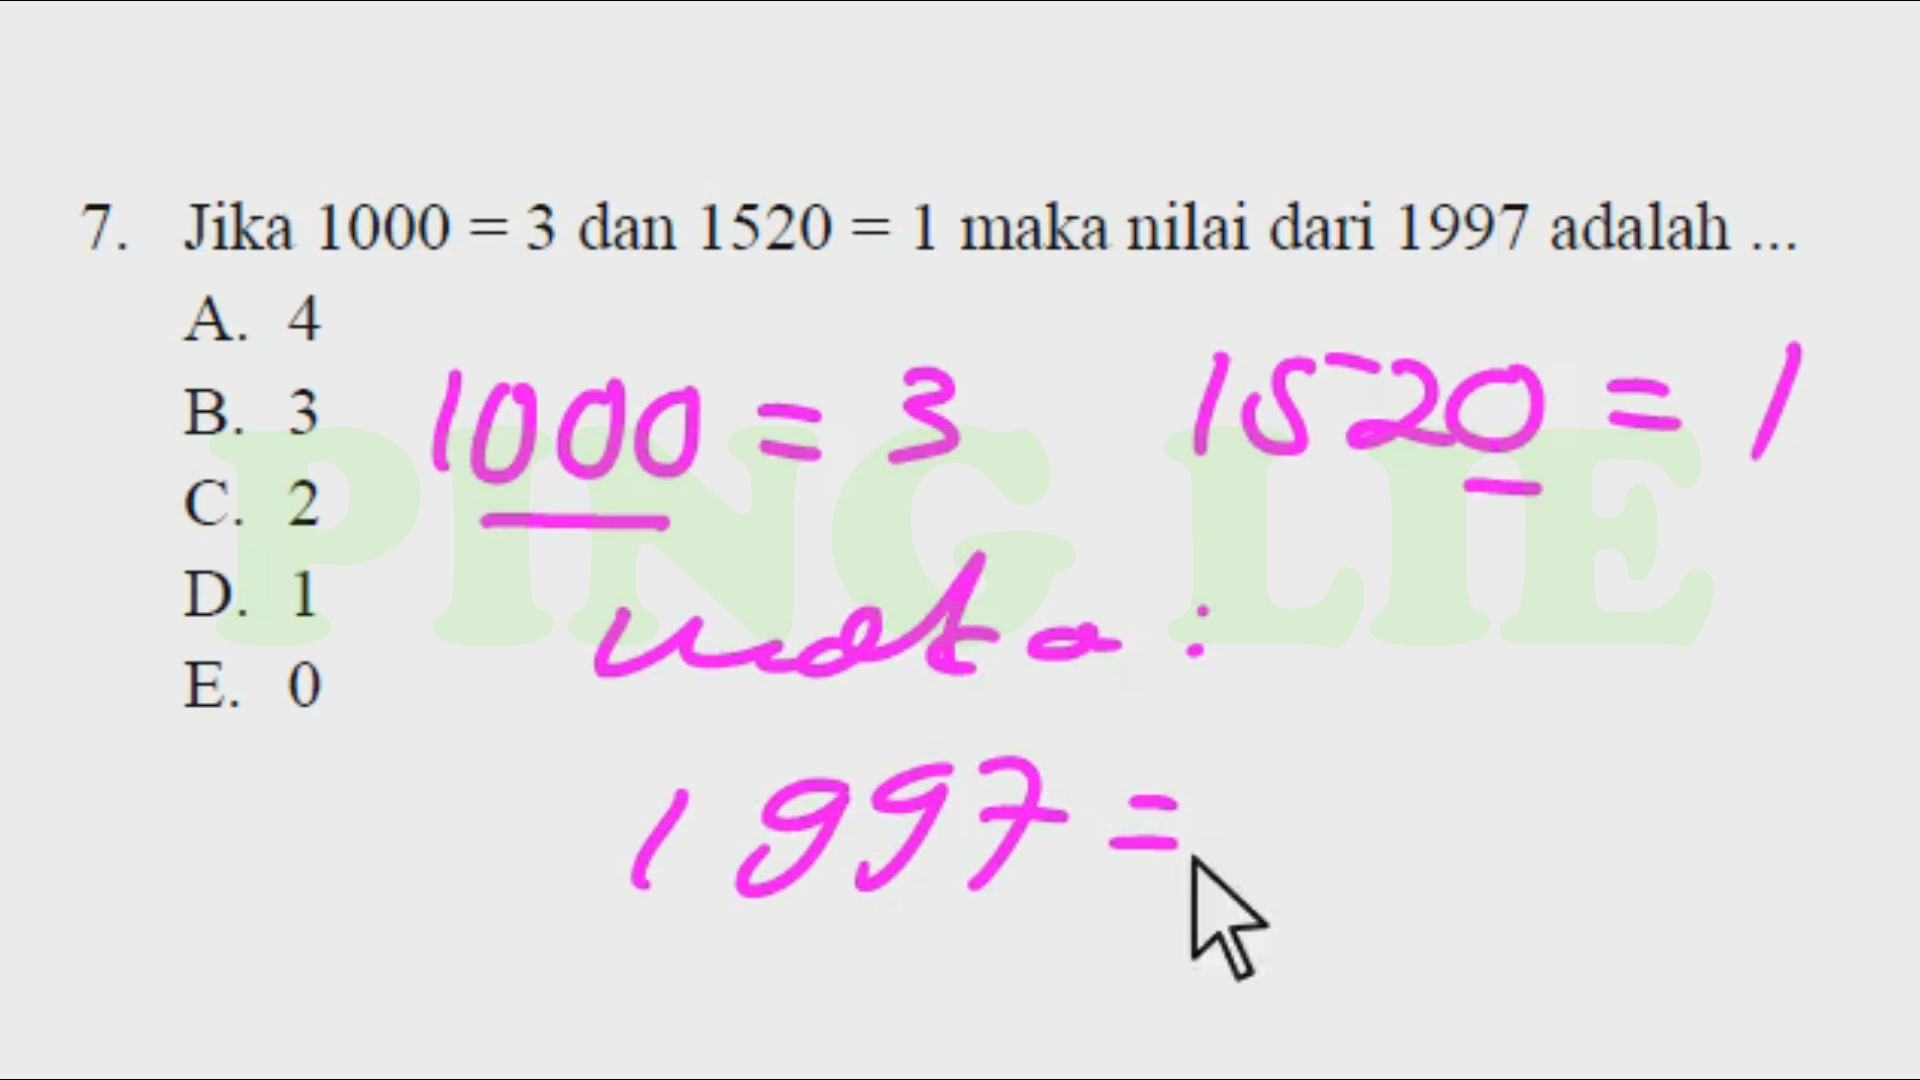 7. Jika 1000 = 3 dan 1520 = 1 maka nilai dari 1997 adalah ...
A. 4
B. 3
C. 2
D. 1
E. 0
1000 = 3
1520 = 1
maka :
1997 =
PING LIE